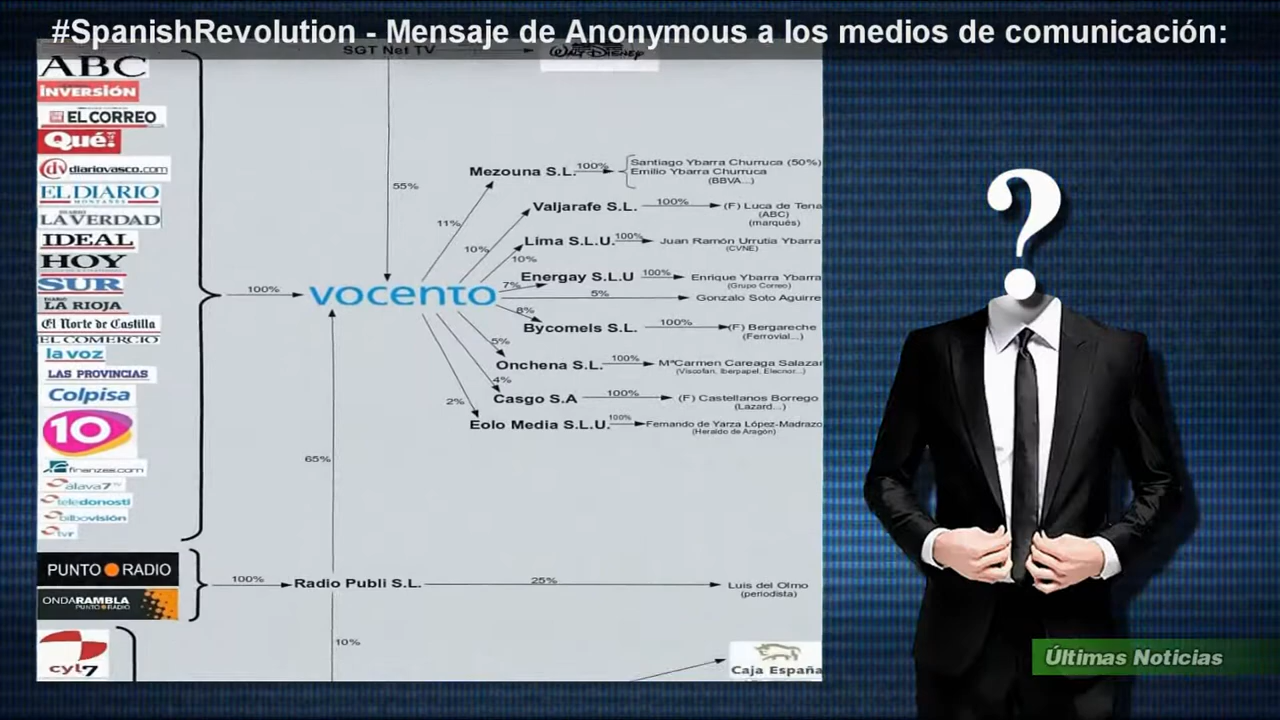 #SpanishRevolution - Mensaje de Anonymous a los medios de comunicación:
SGT Net TV
WALT DISNEY
ABC
INVERSIÓN
EL CORREO
Qué!
dv diariovasco.com
EL DIARIO
MONTAÑES
LA VERDAD
IDEAL
HOY
SUR
DIARIO
LA RIOJA
El Norte de Castilla
EL COMERCIO
la voz
LAS PROVINCIAS
Colpisa
10
finanzas.com
alava7 TV
teledonosti
bilbovisión
tvr
100%
vocento
55%
65%
11%
Mezouna S.L.
100%
Santiago Ybarra Churruca (50%)
Emilio Ybarra Churruca
(BBVA...)
10%
Valjarafe S.L.
100%
(F) Luca de Tena
(ABC)
(marqués)
10%
Lima S.L.U.
100%
Juan Ramón Urrutia Ybarra
(CVNE)
7%
Energay S.L.U
100%
Enrique Ybarra Ybarra
(Grupo Correo)
5%
Gonzalo Soto Aguirre
8%
Bycomels S.L.
100%
(F) Bergareche
(Ferrovial...)
5%
Onchena S.L.
100%
MªCarmen Careaga Salazar
(Viscofan, Iberpapel, Elecnor...)
4%
Casgo S.A
100%
(F) Castellanos Borrego
(Lazard...)
2%
Eolo Media S.L.U.
100%
Fernando de Yarza López-Madrazo
(Heraldo de Aragón)
PUNTO RADIO
ONDARAMBLA
PUNTO RADIO
100%
Radio Publi S.L.
25%
Luis del Olmo
(periodista)
10%
cyl7
Caja España
?
Últimas Noticias